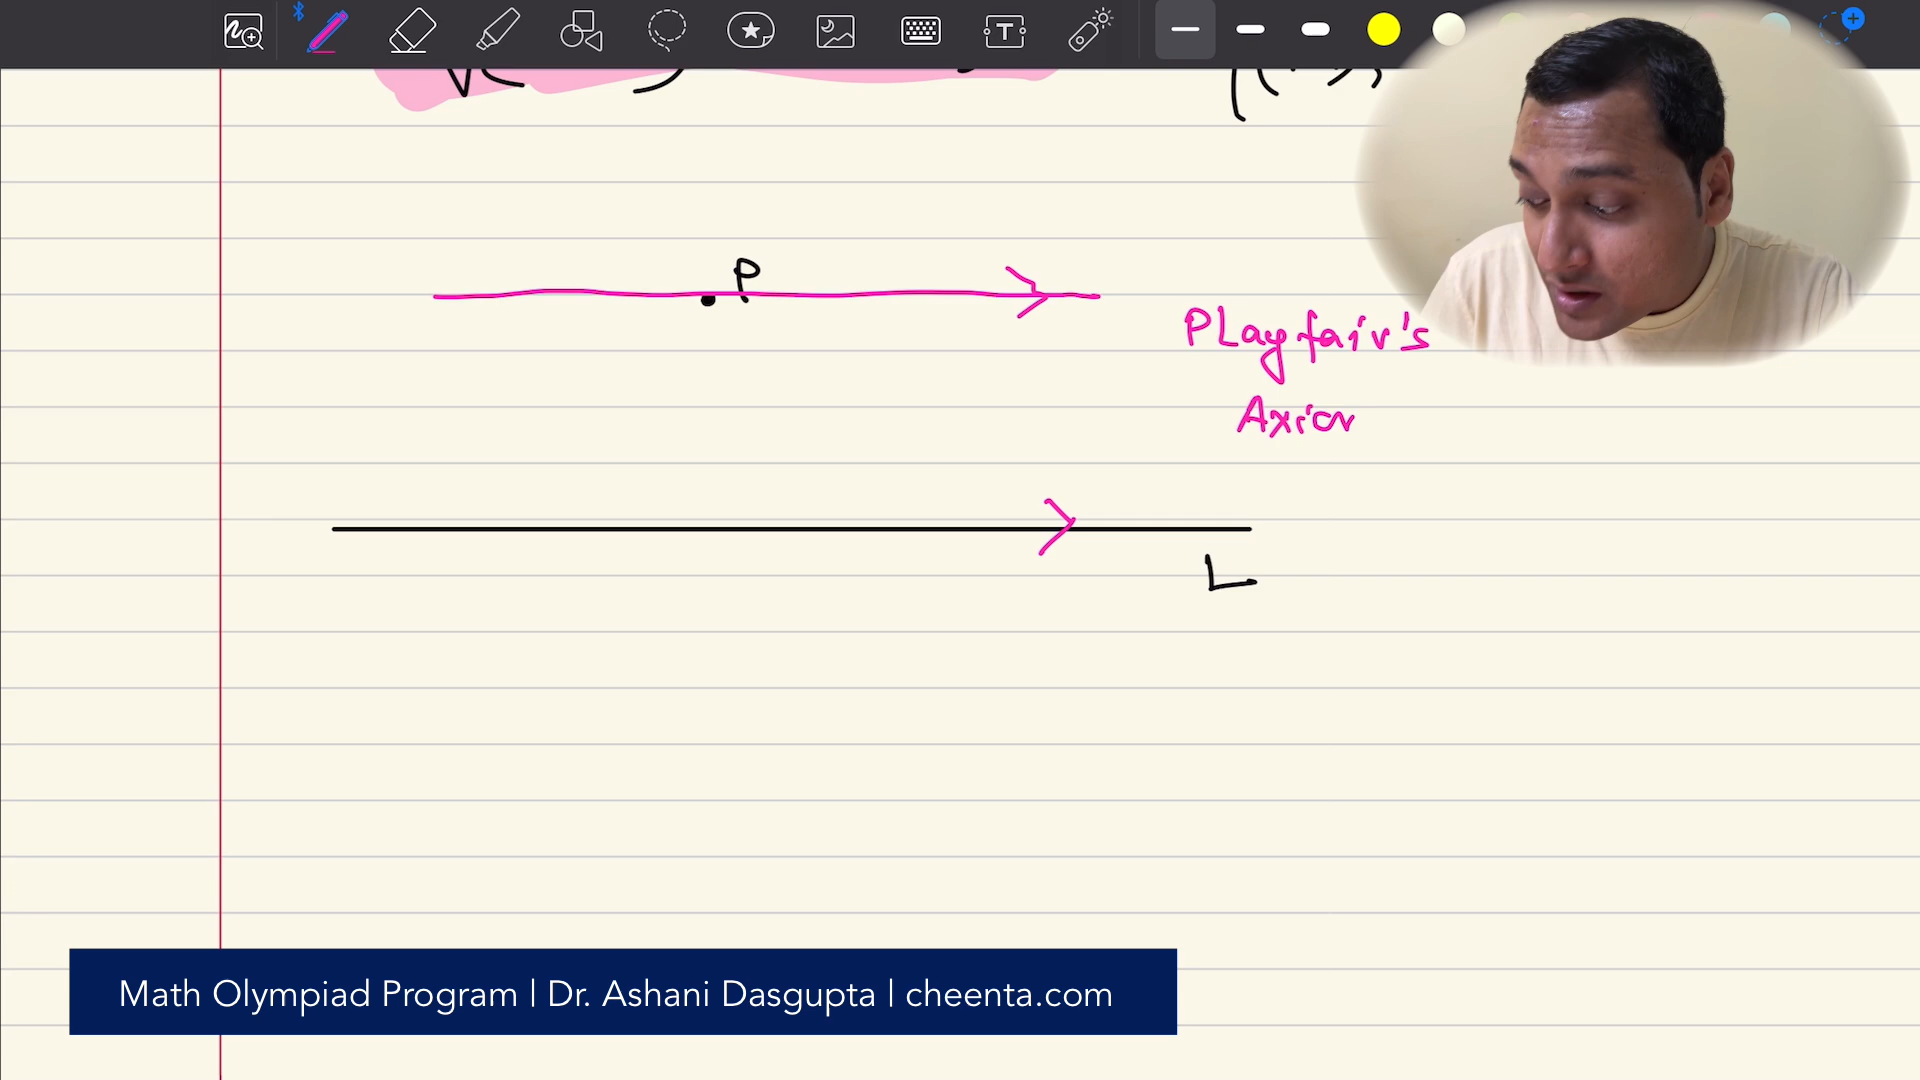 P
PLayfair's
Axiom
L
Math Olympiad Program | Dr. Ashani Dasgupta | cheenta.com